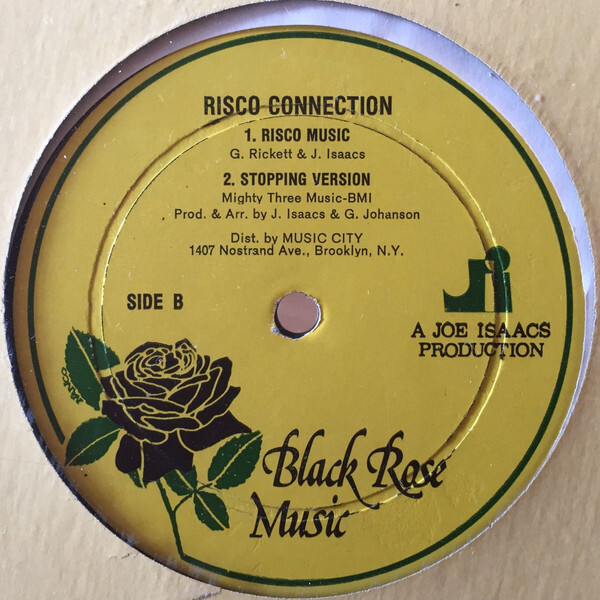 RISCO CONNECTION
1. RISCO MUSIC
G. Rickett & J. Isaacs
2. STOPPING VERSION
Mighty Three Music-BMI
Prod. & Arr. by J. Isaacs & G. Johanson
Dist. by MUSIC CITY
1407 Nostrand Ave., Brooklyn, N.Y.
SIDE B
Ji
A JOE ISAACS
PRODUCTION
Black Rose
Music